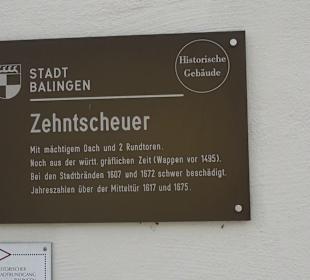 STADT
BALINGEN
Historische
Gebäude
Zehntscheuer
Mit mächtigem Dach und 2 Rundtoren.
Noch aus der württ. gräflichen Zeit (Wappen vor 1495).
Bei den Stadtbränden 1607 und 1672 schwer beschädigt.
Jahreszahlen über der Mitteltür 1617 und 1675.